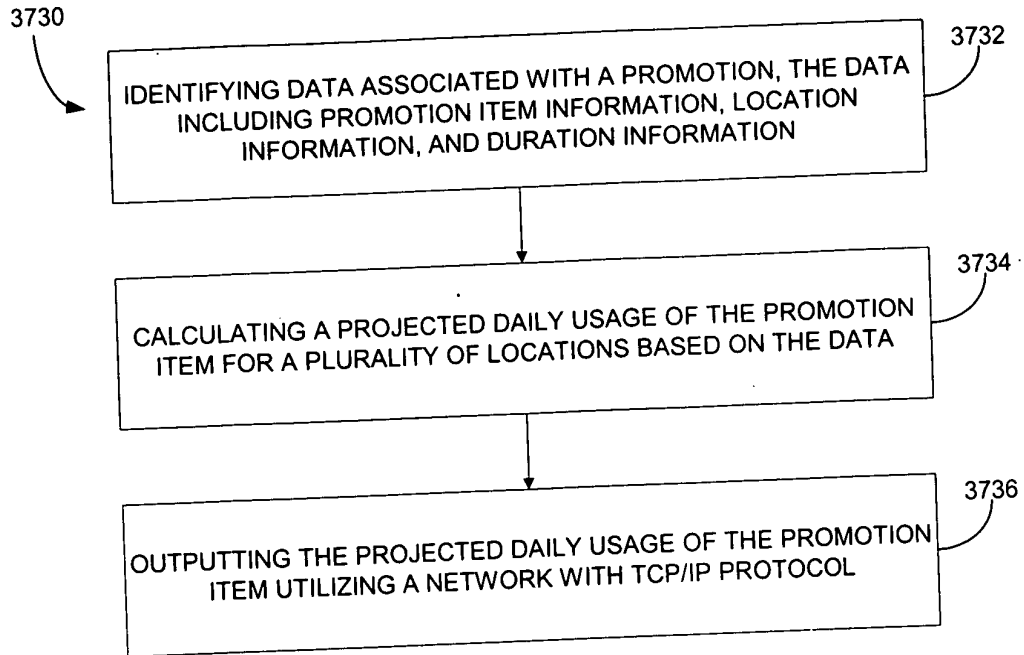 3730
3732
IDENTIFYING DATA ASSOCIATED WITH A PROMOTION, THE DATA
INCLUDING PROMOTION ITEM INFORMATION, LOCATION
INFORMATION, AND DURATION INFORMATION
3734
CALCULATING A PROJECTED DAILY USAGE OF THE PROMOTION
ITEM FOR A PLURALITY OF LOCATIONS BASED ON THE DATA
3736
OUTPUTTING THE PROJECTED DAILY USAGE OF THE PROMOTION
ITEM UTILIZING A NETWORK WITH TCP/IP PROTOCOL